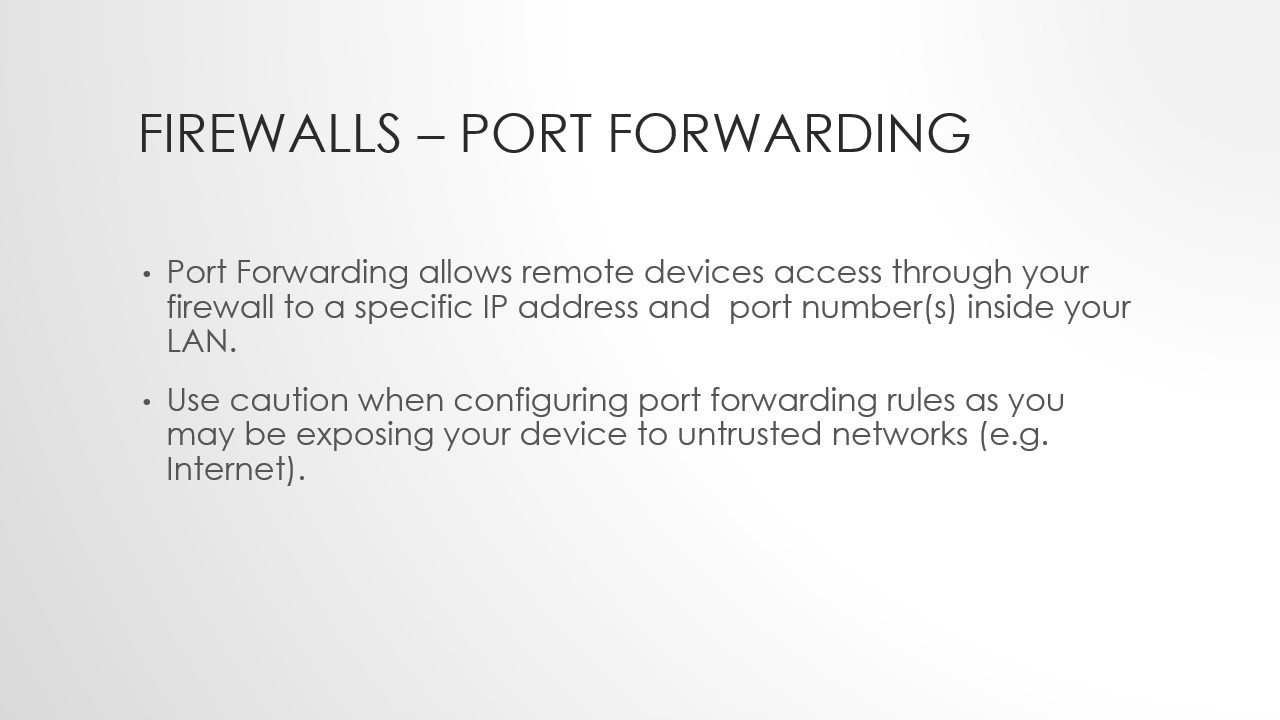 FIREWALLS – PORT FORWARDING
• Port Forwarding allows remote devices access through your
firewall to a specific IP address and  port number(s) inside your
LAN.
• Use caution when configuring port forwarding rules as you
may be exposing your device to untrusted networks (e.g.
Internet).